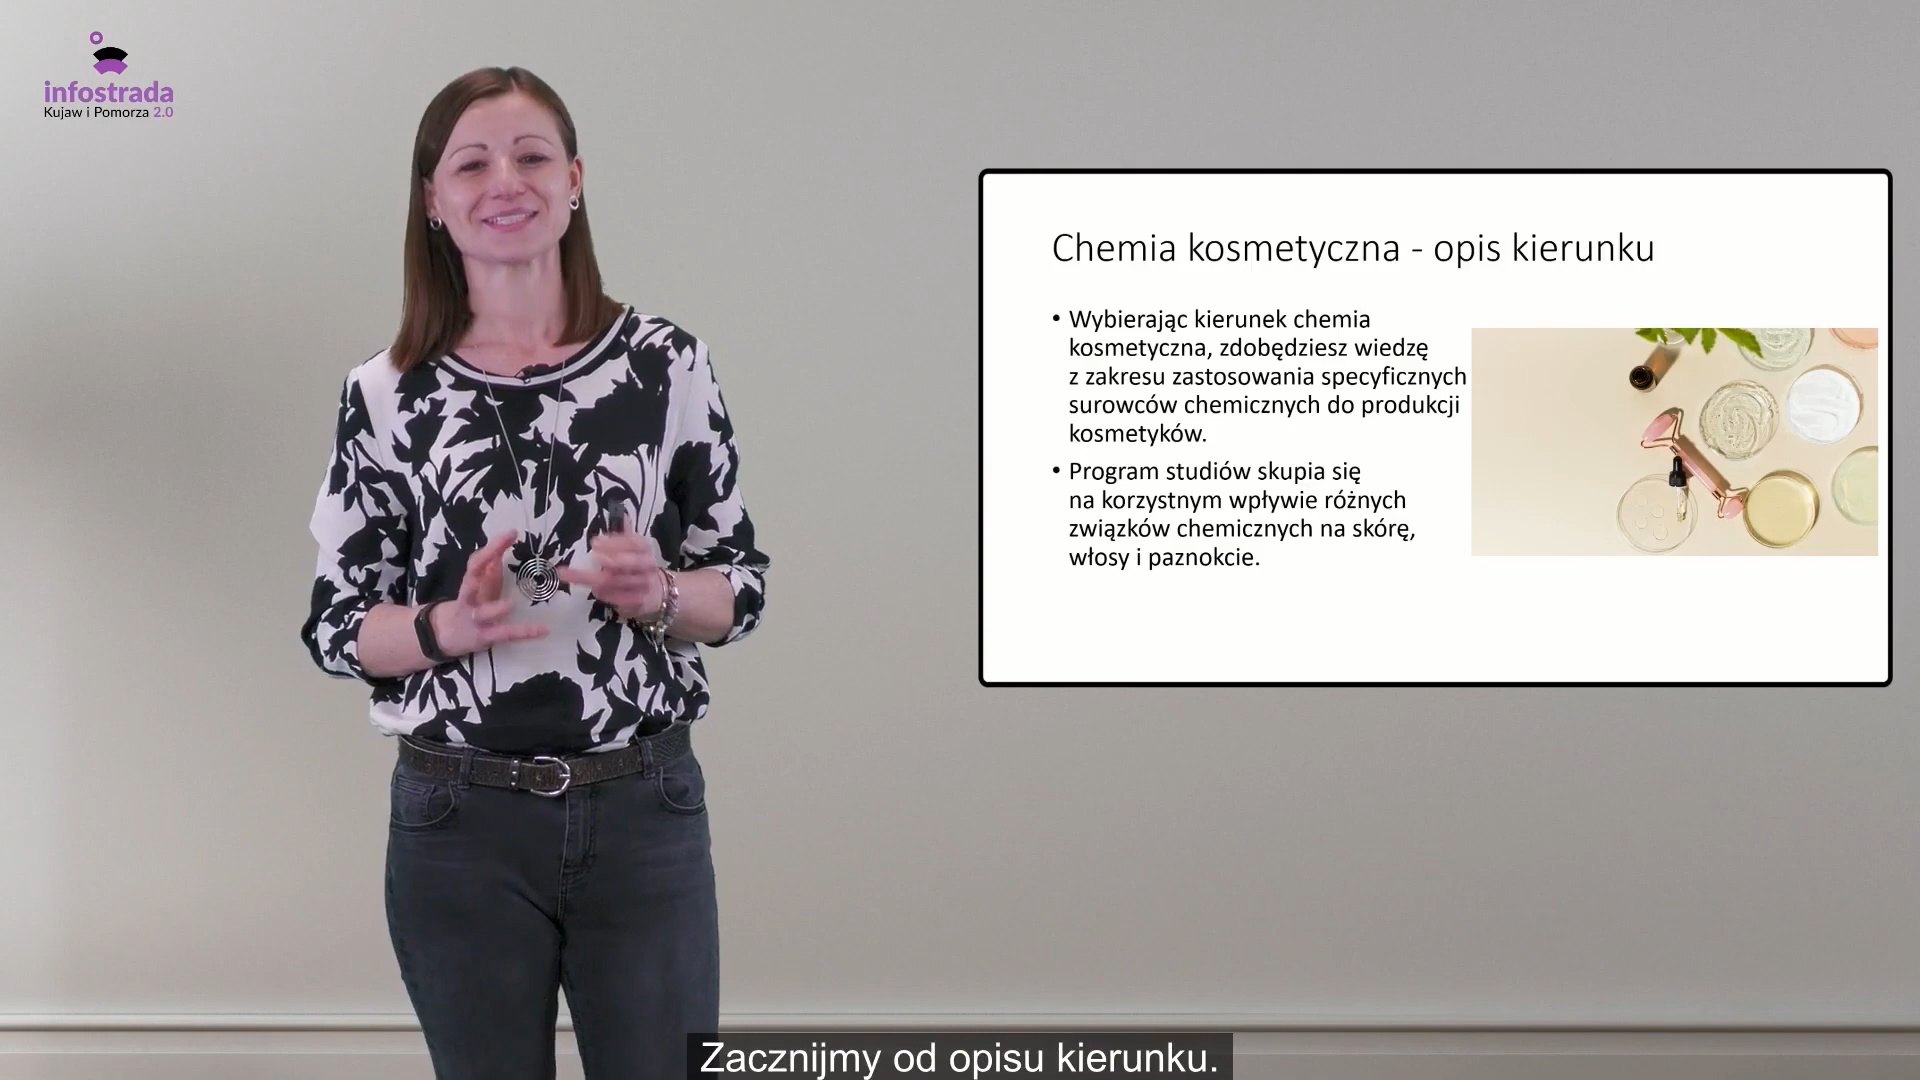 infostrada
Kujaw i Pomorza 2.0
Chemia kosmetyczna - opis kierunku
• Wybierając kierunek chemia
kosmetyczna, zdobędziesz wiedzę
z zakresu zastosowania specyficznych
surowców chemicznych do produkcji
kosmetyków.
• Program studiów skupia się
na korzystnym wpływie różnych
związków chemicznych na skórę,
włosy i paznokcie.
Zacznijmy od opisu kierunku.